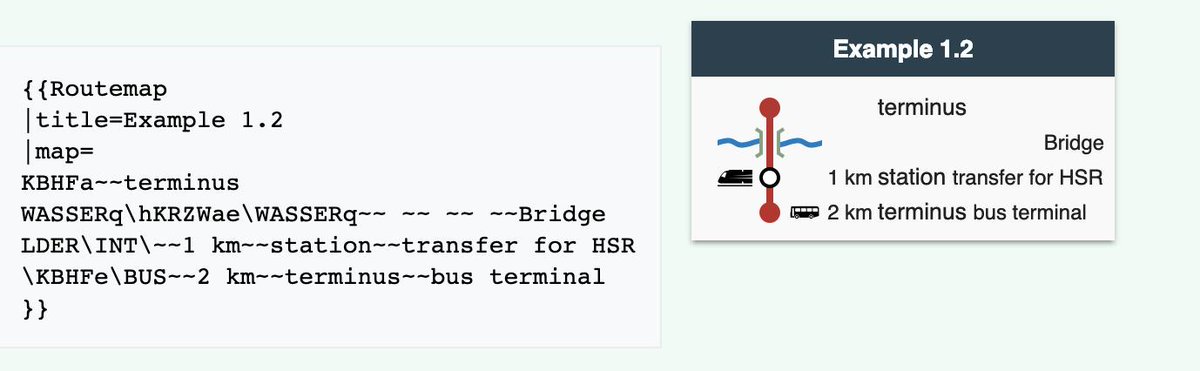 {{Routemap
|title=Example 1.2
|map=
KBHFa~~terminus
WASSERq\hKRZWae\WASSERq~~ ~~ ~~ ~~Bridge
LDER\INT\~~1 km~~station~~transfer for HSR
\KBHFe\BUS~~2 km~~terminus~~bus terminal
}}
Example 1.2
terminus
Bridge
1 km station transfer for HSR
2 km terminus bus terminal